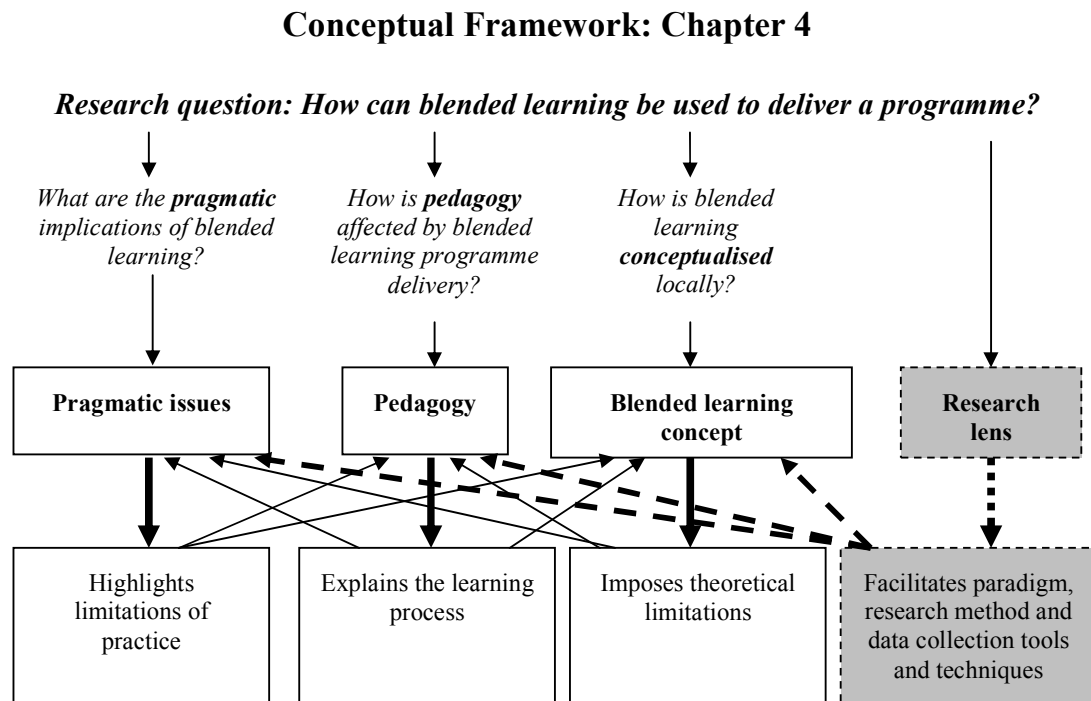 Conceptual Framework: Chapter 4
Research question: How can blended learning be used to deliver a programme?
What are the pragmatic
implications of blended
learning?
How is pedagogy
affected by blended
learning programme
delivery?
How is blended
learning
conceptualised
locally?
Pragmatic issues
Pedagogy
Blended learning
concept
Research
lens
Highlights
limitations of
practice
Explains the learning
process
Imposes theoretical
limitations
Facilitates paradigm,
research method and
data collection tools
and techniques